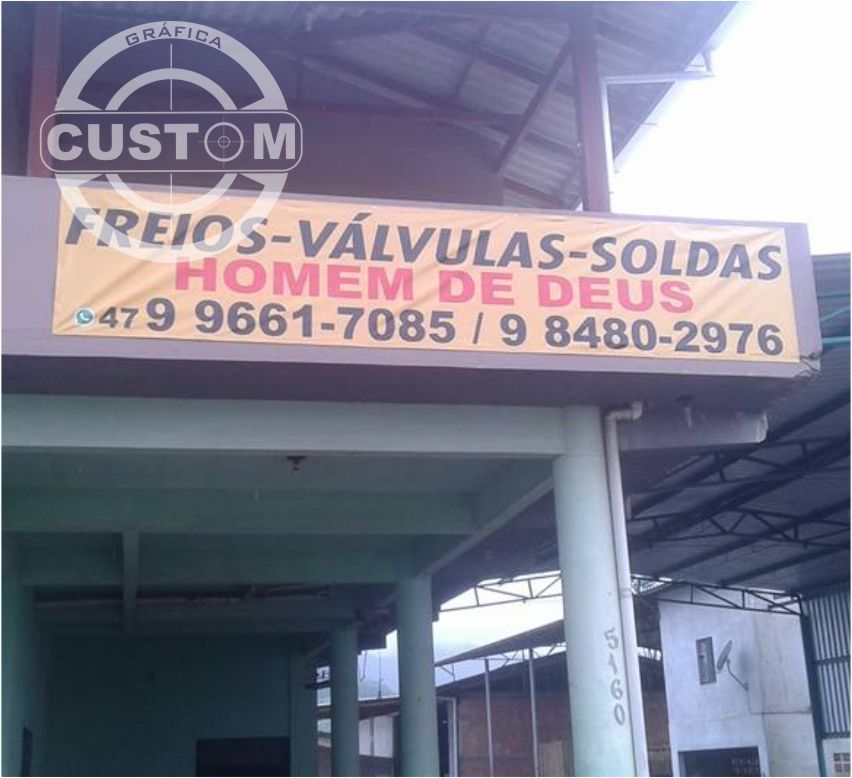 GRÁFICA
CUSTOM
FREIOS-VÁLVULAS-SOLDAS
HOMEM DE DEUS
47 9 9661-7085 / 9 8480-2976
5160